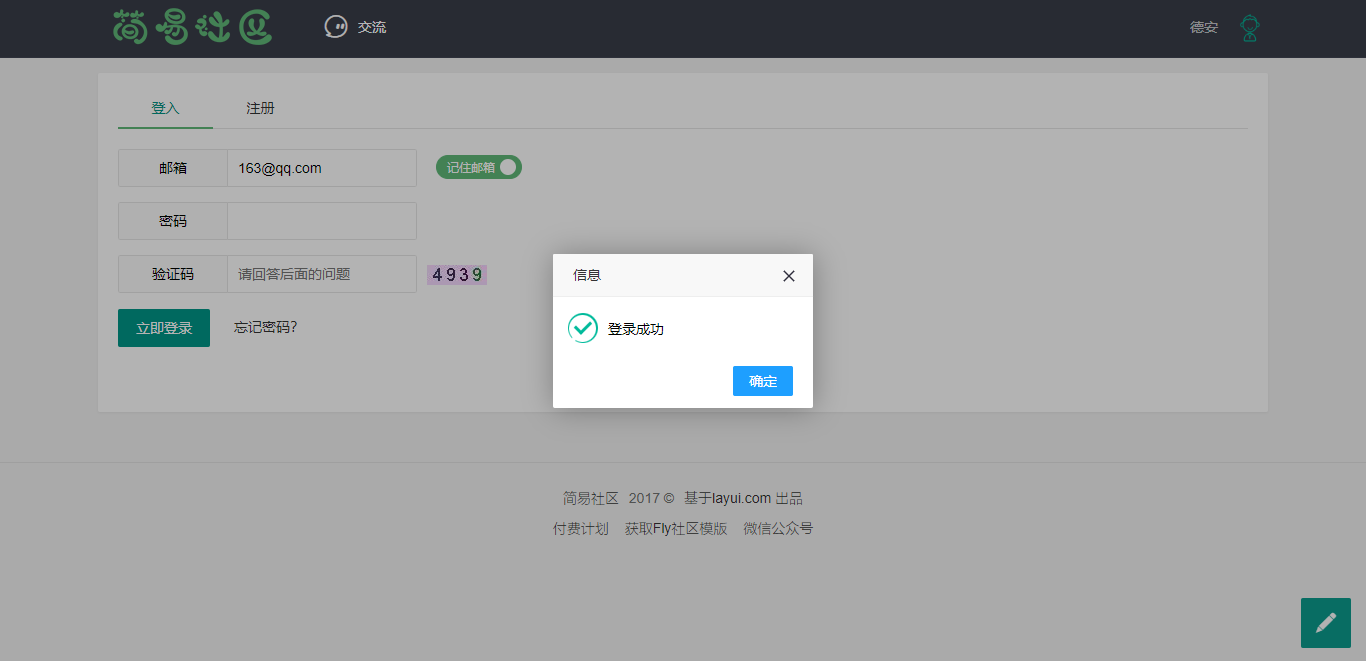 简易社区 交流 德安
登入 注册
邮箱 163@qq.com 记住邮箱
密码
验证码 请回答后面的问题 4939
立即登录 忘记密码？
信息
登录成功
确定
简易社区 2017 © 基于layui.com 出品
付费计划 获取Fly社区模版 微信公众号